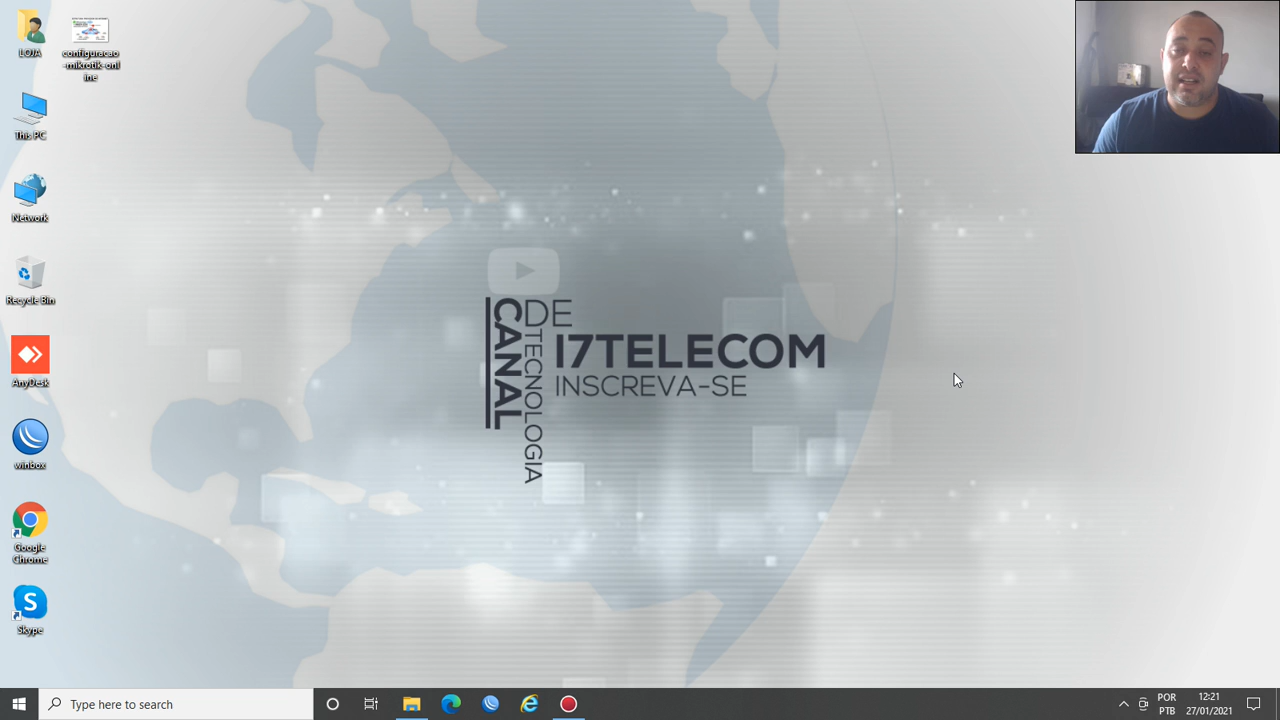 LOJA
configuracao
-mikrotik-onl
ine
This PC
Network
Recycle Bin
AnyDesk
winbox
Google
Chrome
Skype
CANAL
DE
TECNOLOGIA
I7TELECOM
INSCREVA-SE
Type here to search
POR
PTB
12:21
27/01/2021